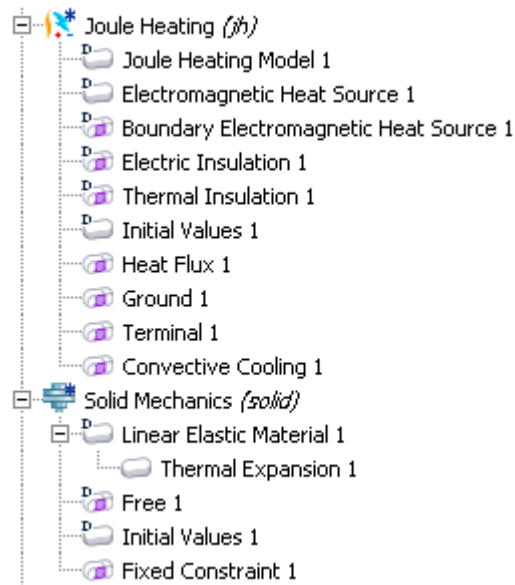 Joule Heating (jh)
D Joule Heating Model 1
D Electromagnetic Heat Source 1
D Boundary Electromagnetic Heat Source 1
D Electric Insulation 1
D Thermal Insulation 1
D Initial Values 1
Heat Flux 1
Ground 1
Terminal 1
Convective Cooling 1
Solid Mechanics (solid)
D Linear Elastic Material 1
Thermal Expansion 1
D Free 1
D Initial Values 1
Fixed Constraint 1